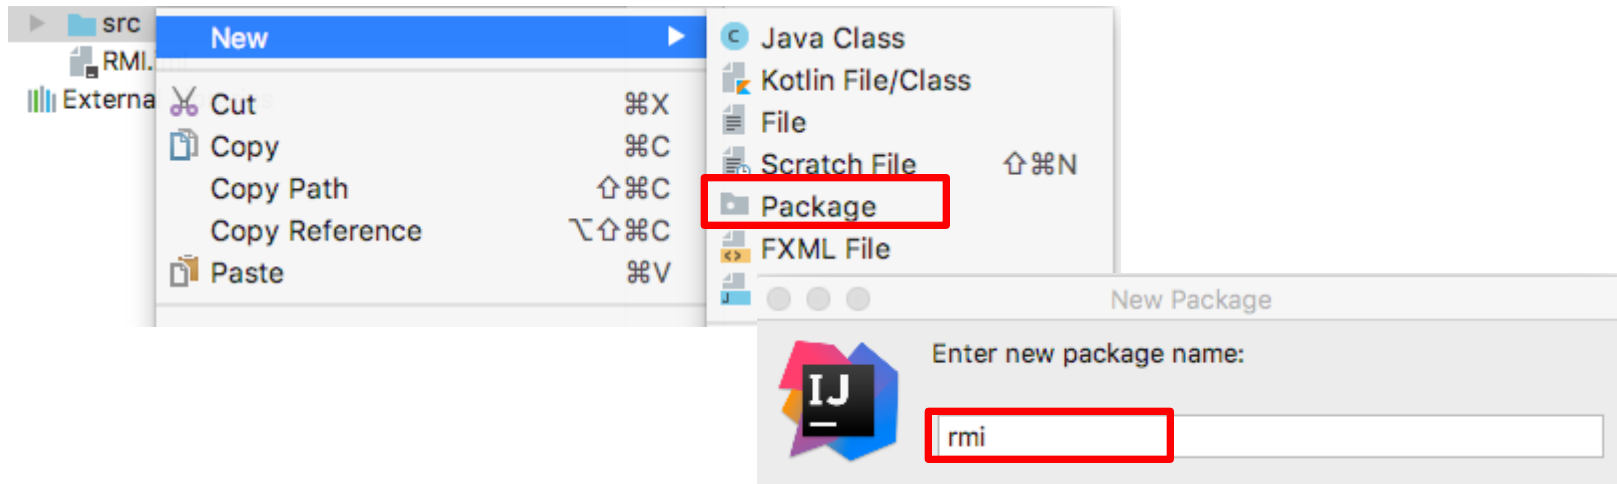 src
RMI.
Externa
New
Cut ⌘X
Copy ⌘C
Copy Path ⇧⌘C
Copy Reference ⌥⇧⌘C
Paste ⌘V
Java Class
Kotlin File/Class
File
Scratch File ⇧⌘N
Package
FXML File
New Package
Enter new package name:
IJ
rmi